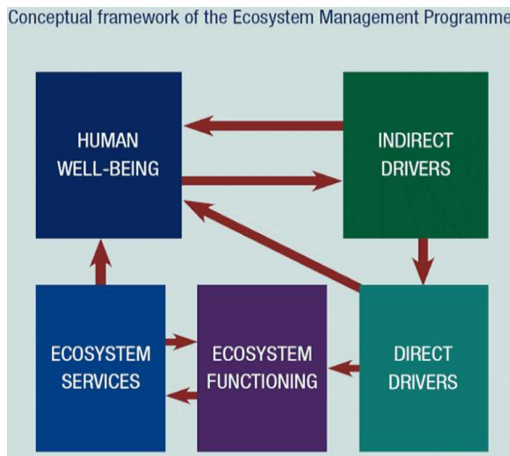 Conceptual framework of the Ecosystem Management Programme
HUMAN
WELL-BEING
INDIRECT
DRIVERS
ECOSYSTEM
SERVICES
ECOSYSTEM
FUNCTIONING
DIRECT
DRIVERS